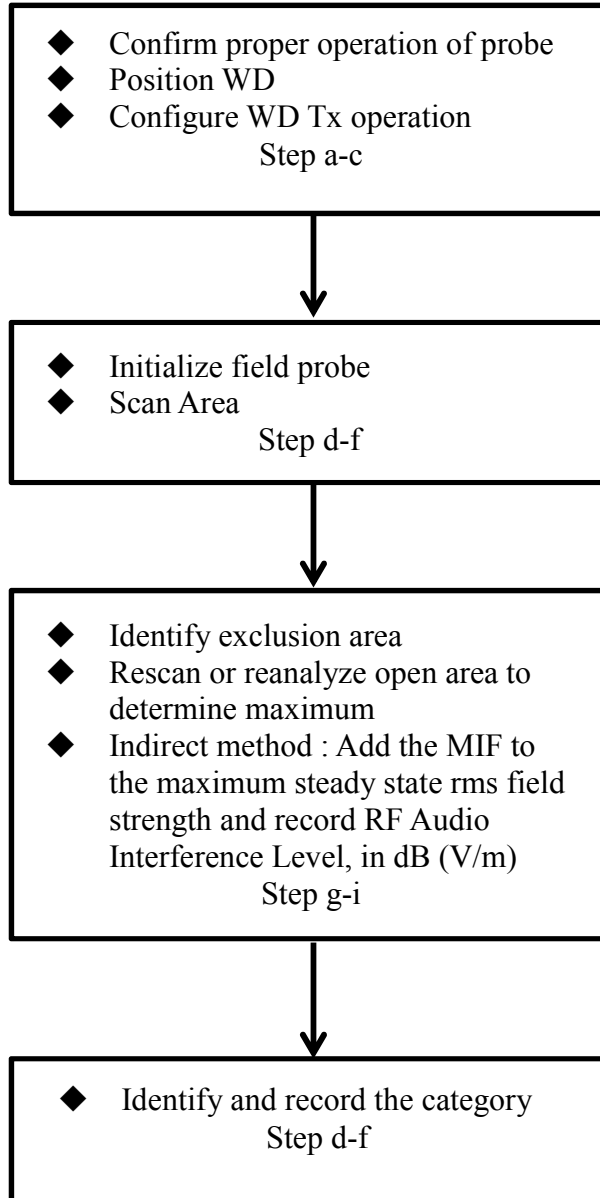 ◆ Confirm proper operation of probe
◆ Position WD
◆ Configure WD Tx operation
Step a-c
◆ Initialize field probe
◆ Scan Area
Step d-f
◆ Identify exclusion area
◆ Rescan or reanalyze open area to
determine maximum
◆ Indirect method : Add the MIF to
the maximum steady state rms field
strength and record RF Audio
Interference Level, in dB (V/m)
Step g-i
◆ Identify and record the category
Step d-f